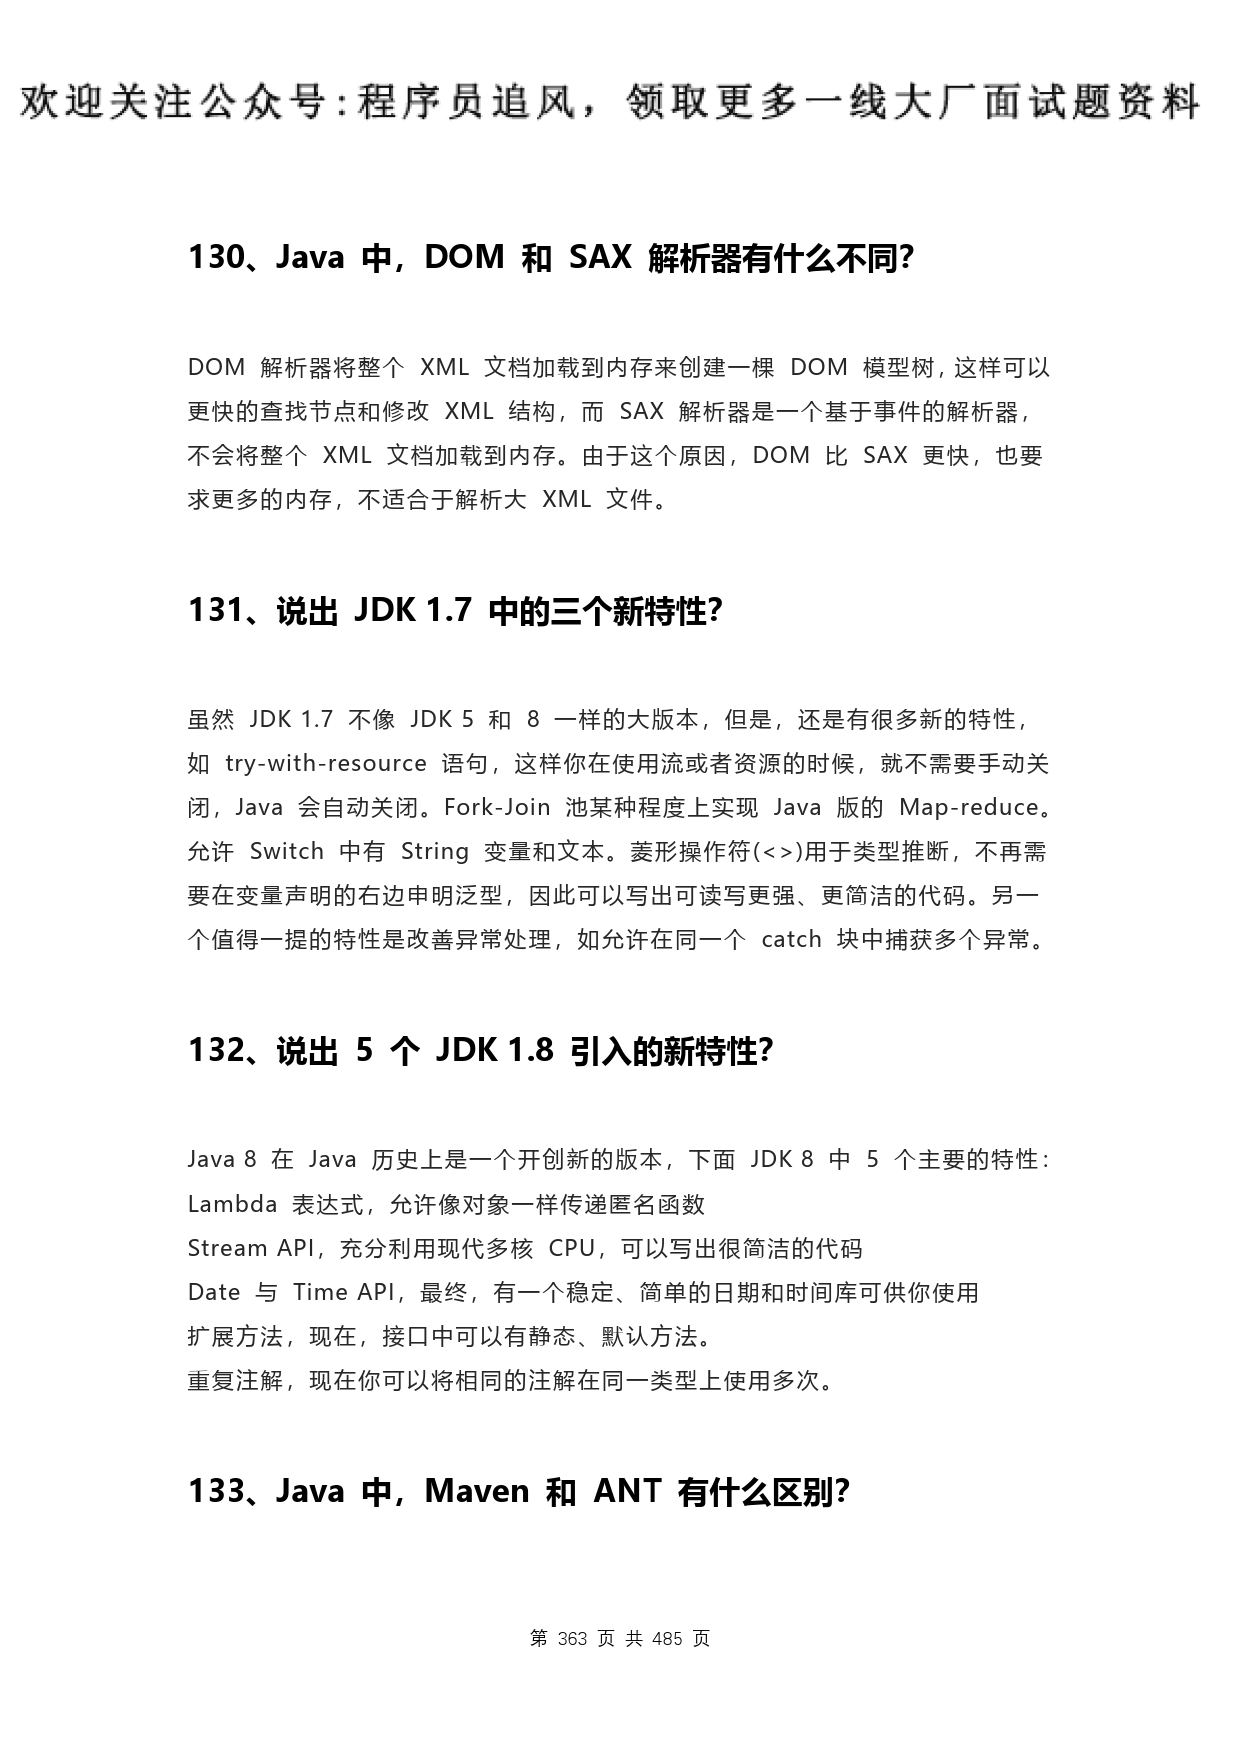 欢迎关注公众号:程序员追风，领取更多一线大厂面试题资料
130、Java 中，DOM 和 SAX 解析器有什么不同？
DOM 解析器将整个 XML 文档加载到内存来创建一棵 DOM 模型树，这样可以
更快的查找节点和修改 XML 结构，而 SAX 解析器是一个基于事件的解析器，
不会将整个 XML 文档加载到内存。由于这个原因，DOM 比 SAX 更快，也要
求更多的内存，不适合于解析大 XML 文件。
131、说出 JDK 1.7 中的三个新特性？
虽然 JDK 1.7 不像 JDK 5 和 8 一样的大版本，但是，还是有很多新的特性，
如 try-with-resource 语句，这样你在使用流或者资源的时候，就不需要手动关
闭，Java 会自动关闭。Fork-Join 池某种程度上实现 Java 版的 Map-reduce。
允许 Switch 中有 String 变量和文本。菱形操作符(<>)用于类型推断，不再需
要在变量声明的右边申明泛型，因此可以写出可读写更强、更简洁的代码。另一
个值得一提的特性是改善异常处理，如允许在同一个 catch 块中捕获多个异常。
132、说出 5 个 JDK 1.8 引入的新特性？
Java 8 在 Java 历史上是一个开创新的版本，下面 JDK 8 中 5 个主要的特性：
Lambda 表达式，允许像对象一样传递匿名函数
Stream API，充分利用现代多核 CPU，可以写出很简洁的代码
Date 与 Time API，最终，有一个稳定、简单的日期和时间库可供你使用
扩展方法，现在，接口中可以有静态、默认方法。
重复注解，现在你可以将相同的注解在同一类型上使用多次。
133、Java 中，Maven 和 ANT 有什么区别？
第 363 页 共 485 页